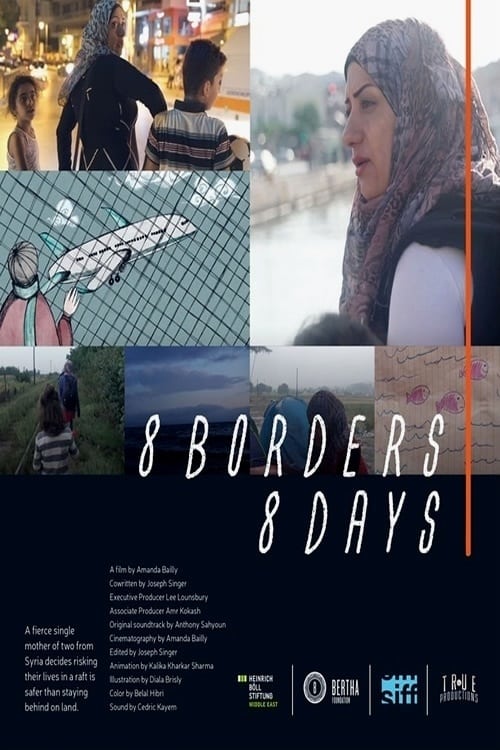 8 BORDERS
8 DAYS
A film by Amanda Bailly
Cowritten by Joseph Singer
Executive Producer Lee Lounsbury
Associate Producer Amr Kokash
Original soundtrack by Anthony Sahyoun
Cinematography by Amanda Bailly
Edited by Joseph Singer
Animation by Kalika Kharkar Sharma
Illustration by Diala Brisly
Color by Belal Hibri
Sound by Cedric Kayem
A fierce single
mother of two from
Syria decides risking
their lives in a raft is
safer than staying
behind on land.
HEINRICH
BÖLL
STIFTUNG
MIDDLE EAST
8
BERTHA
FOUNDATION
siff
TRUE
PRODUCTIONS